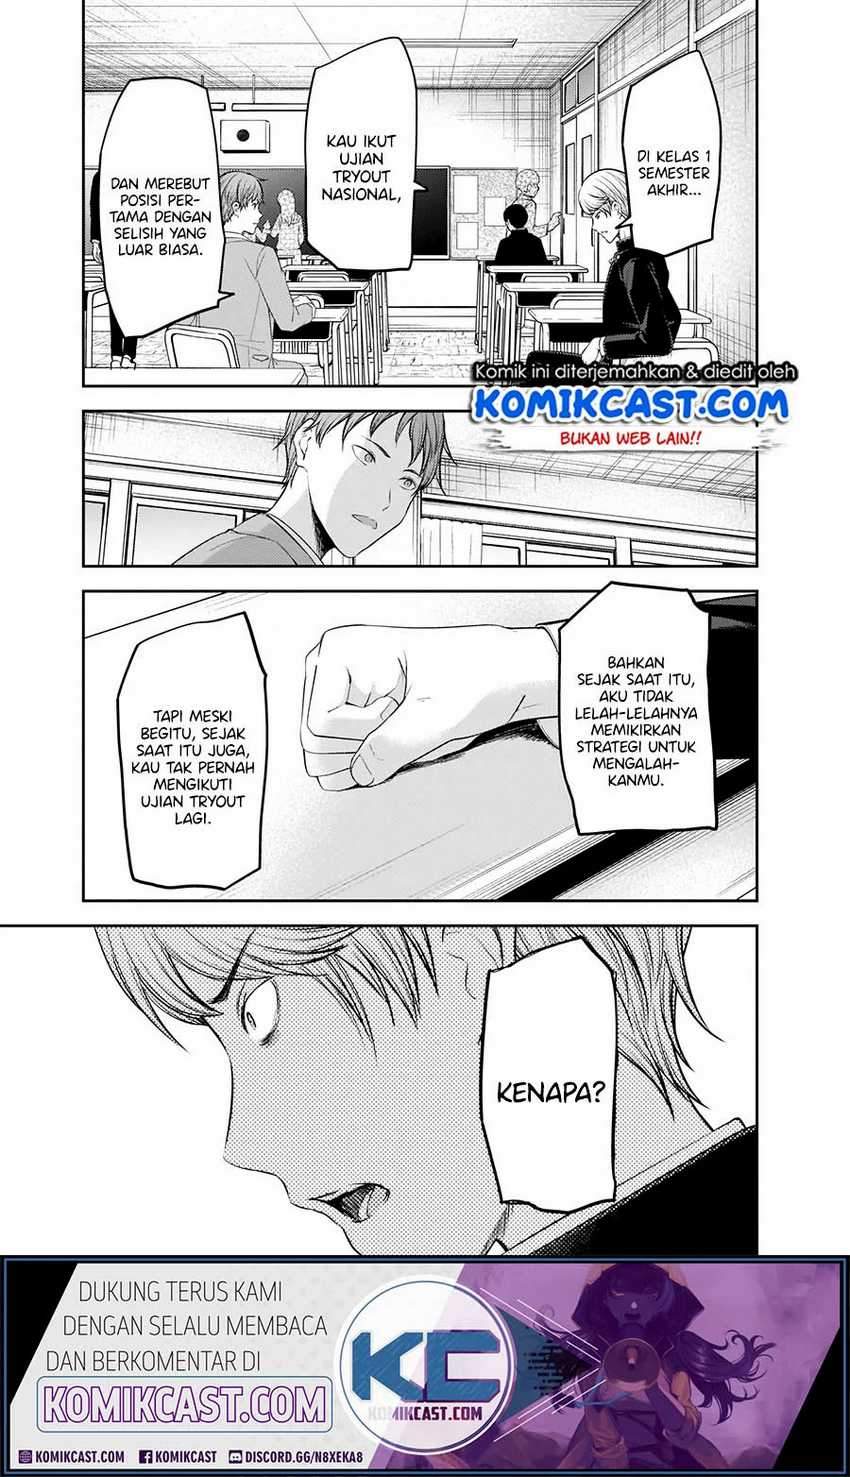 DI KELAS 1
SEMESTER
AKHIR...
KAU IKUT
UJIAN
TRYOUT
NASIONAL,
DAN MEREBUT
POSISI PER-
TAMA DENGAN
SELISIH YANG
LUAR BIASA.
Komik ini diterjemahkan & diedit oleh
KOMIKCAST.COM
BUKAN WEB LAIN!!
BAHKAN
SEJAK SAAT ITU,
AKU TIDAK
LELAH-LELAHNYA
MEMIKIRKAN
STRATEGI UNTUK
MENGALAH-
KANMU.
TAPI MESKI
BEGITU, SEJAK
SAAT ITU JUGA,
KAU TAK PERNAH
MENGIKUTI
UJIAN TRYOUT
LAGI.
KENAPA?
DUKUNG TERUS KAMI
DENGAN SELALU MEMBACA
DAN BERKOMENTAR DI
KOMIKCAST.COM
KC
KOMIKCAST.COM
KOMIKCAST.COM KOMIKCAST DISCORD.GG/N8XEKA8